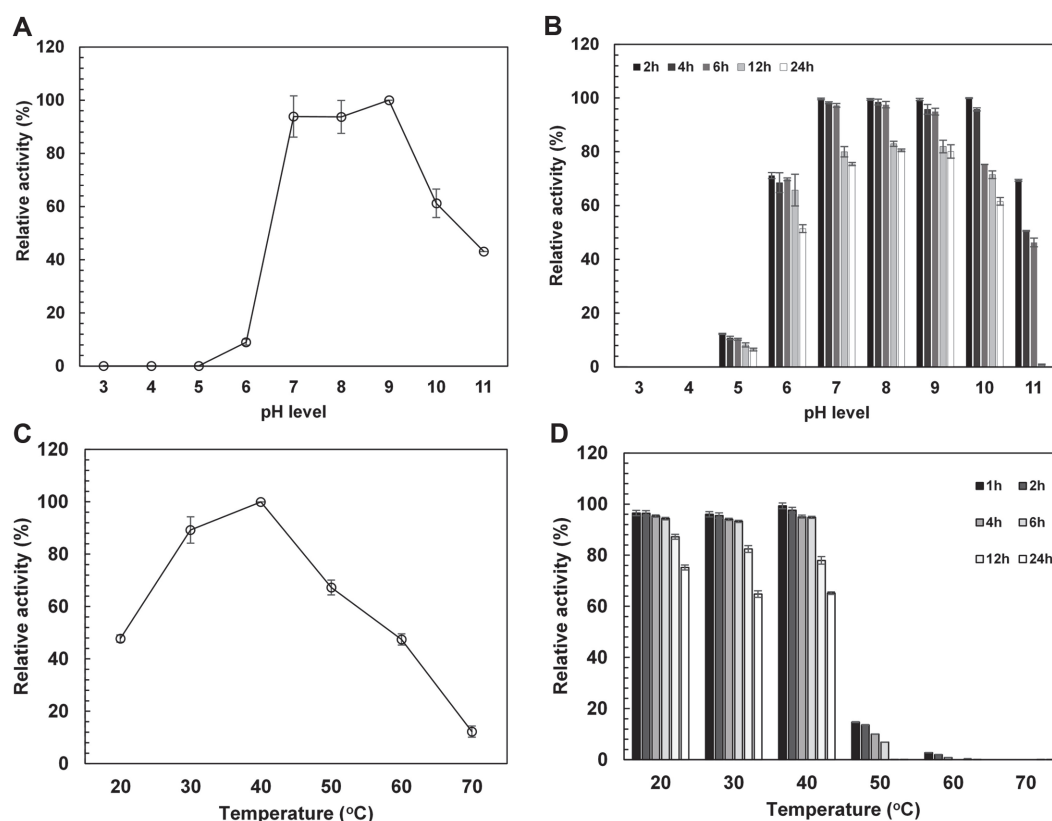 A
120
100
80
60
40
20
0
Relative activity (%)
3 4 5 6 7 8 9 10 11
pH level
B
120
100
80
60
40
20
0
Relative activity (%)
2h 4h 6h 12h 24h
3 4 5 6 7 8 9 10 11
pH level
C
120
100
80
60
40
20
0
Relative activity (%)
20 30 40 50 60 70
Temperature (°C)
D
120
100
80
60
40
20
0
Relative activity (%)
1h 2h
4h 6h
12h 24h
20 30 40 50 60 70
Temperature (°C)